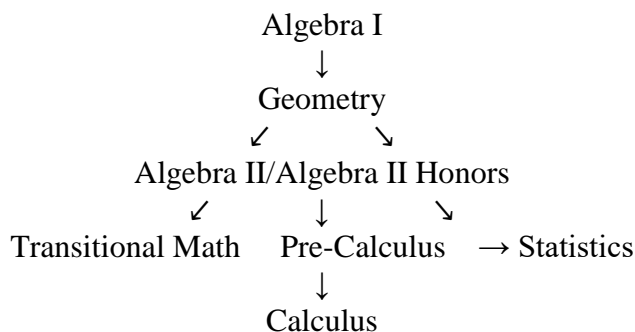 Algebra I
↓
Geometry
↙ ↘
Algebra II/Algebra II Honors
↙ ↓ ↘
Transitional Math Pre-Calculus → Statistics
↓
Calculus